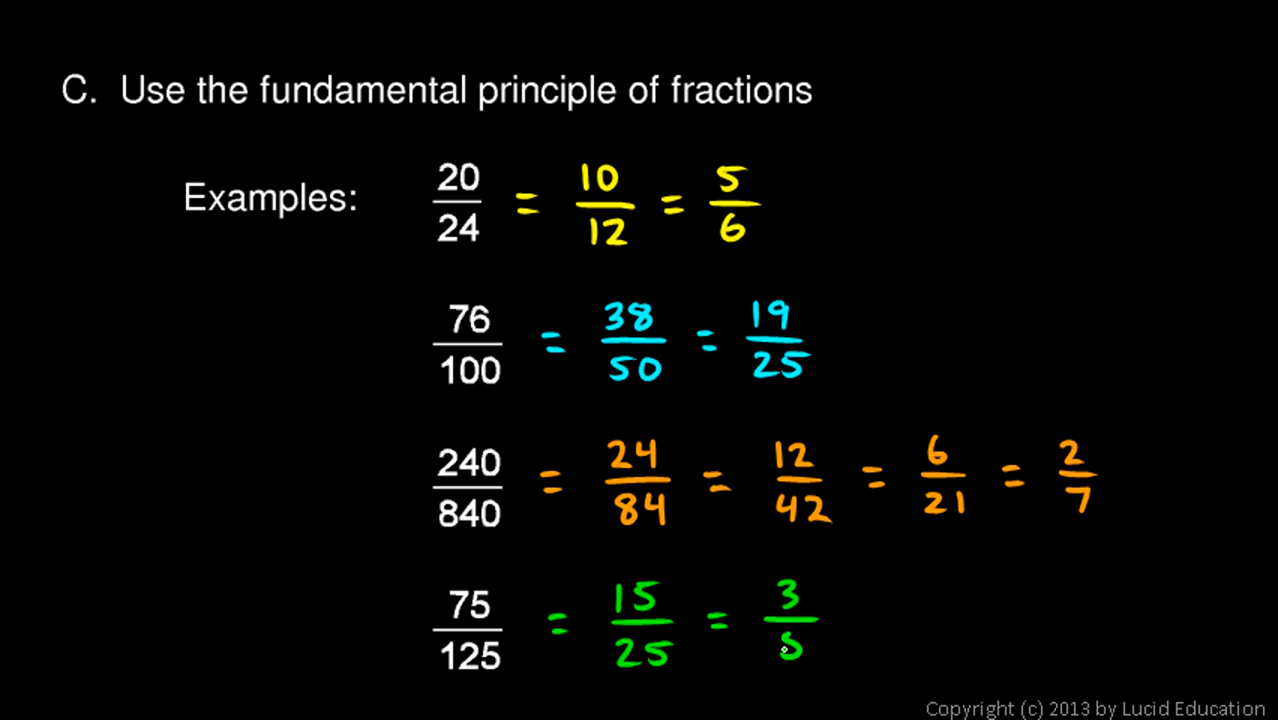 C. Use the fundamental principle of fractions
Examples: 20/24 = 10/12 = 5/6
76/100 = 38/50 = 19/25
240/840 = 24/84 = 12/42 = 6/21 = 2/7
75/125 = 15/25 = 3/5
Copyright (c) 2013 by Lucid Education